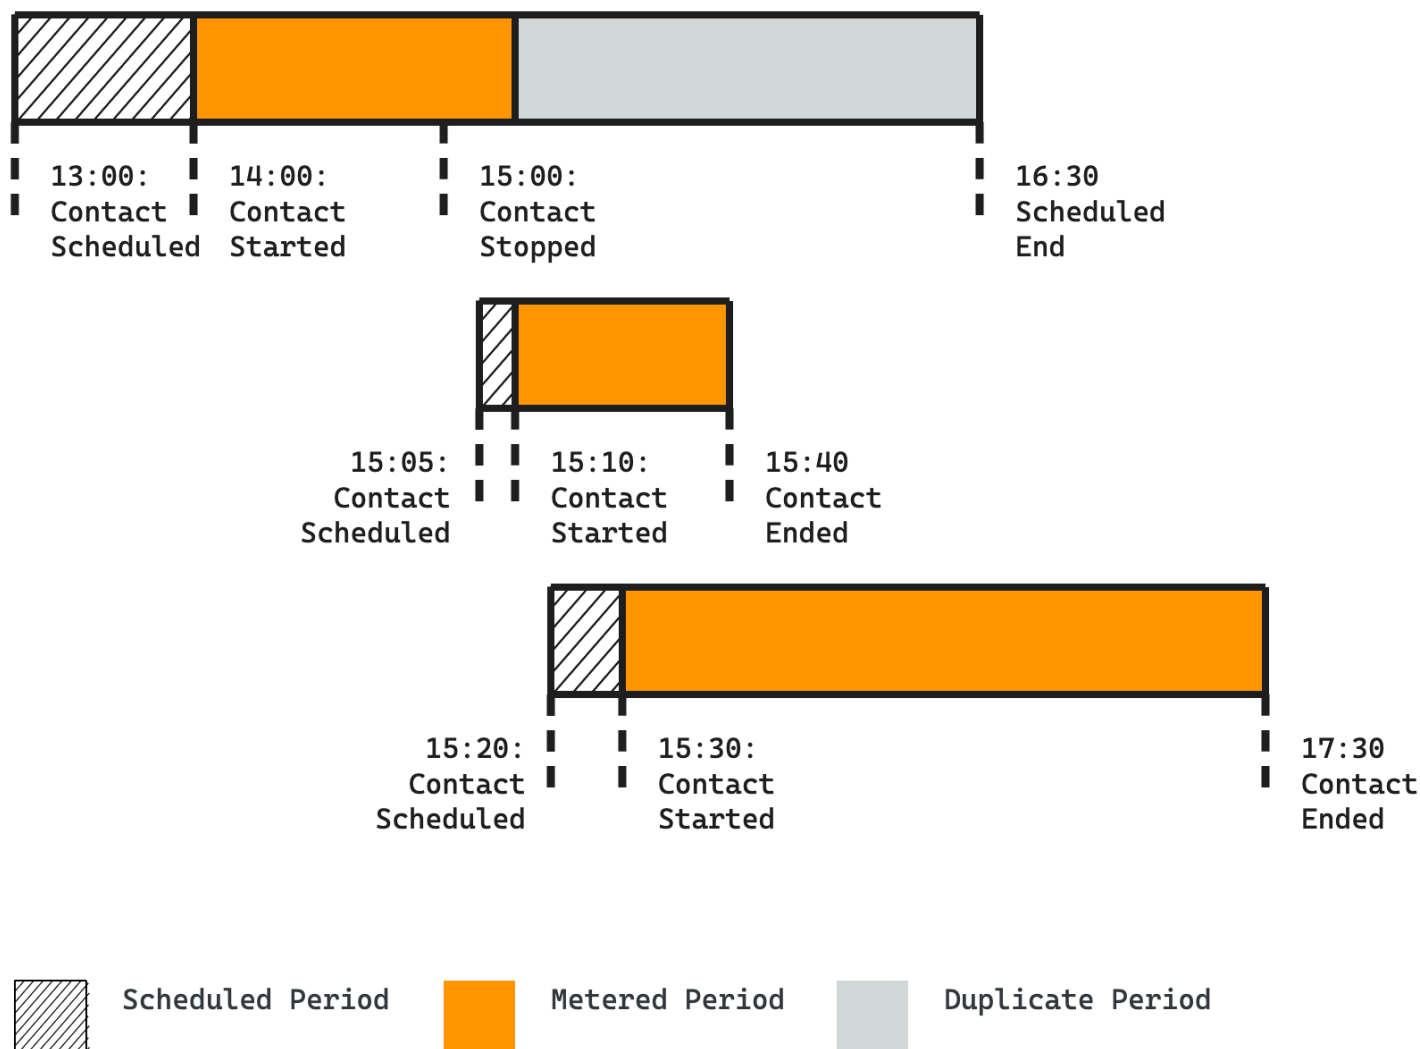 13:00:
Contact
Scheduled
14:00:
Contact
Started
15:00:
Contact
Stopped
16:30
Scheduled
End
15:05:
Contact
Scheduled
15:10:
Contact
Started
15:40
Contact
Ended
15:20:
Contact
Scheduled
15:30:
Contact
Started
17:30
Contact
Ended
Scheduled Period
Metered Period
Duplicate Period